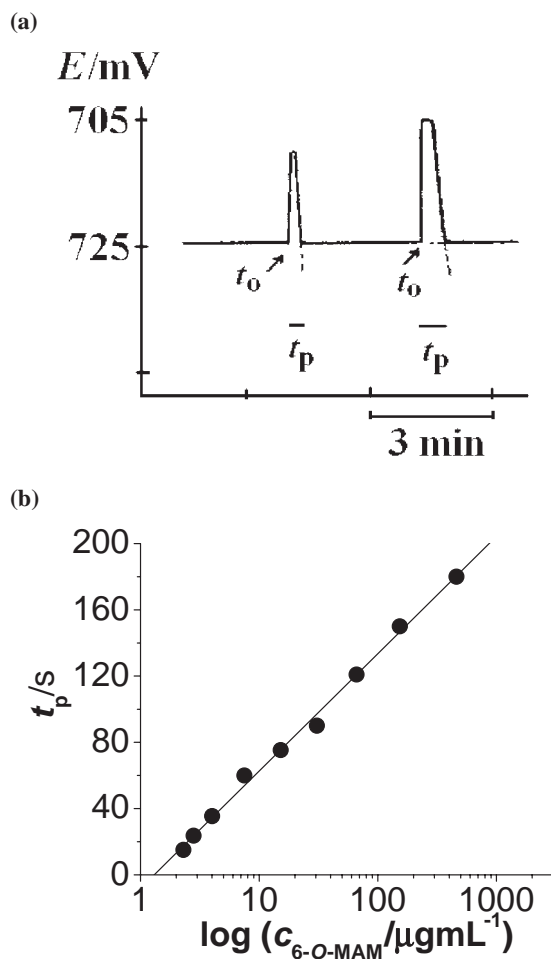 (a)
E/mV
705
725
t₀ t₀
tₚ tₚ
3 min
(b)
200
160
120
80
40
0
tₚ/s
1 10 100 1000
log (c₆₋O₋MAM/μgmL⁻¹)